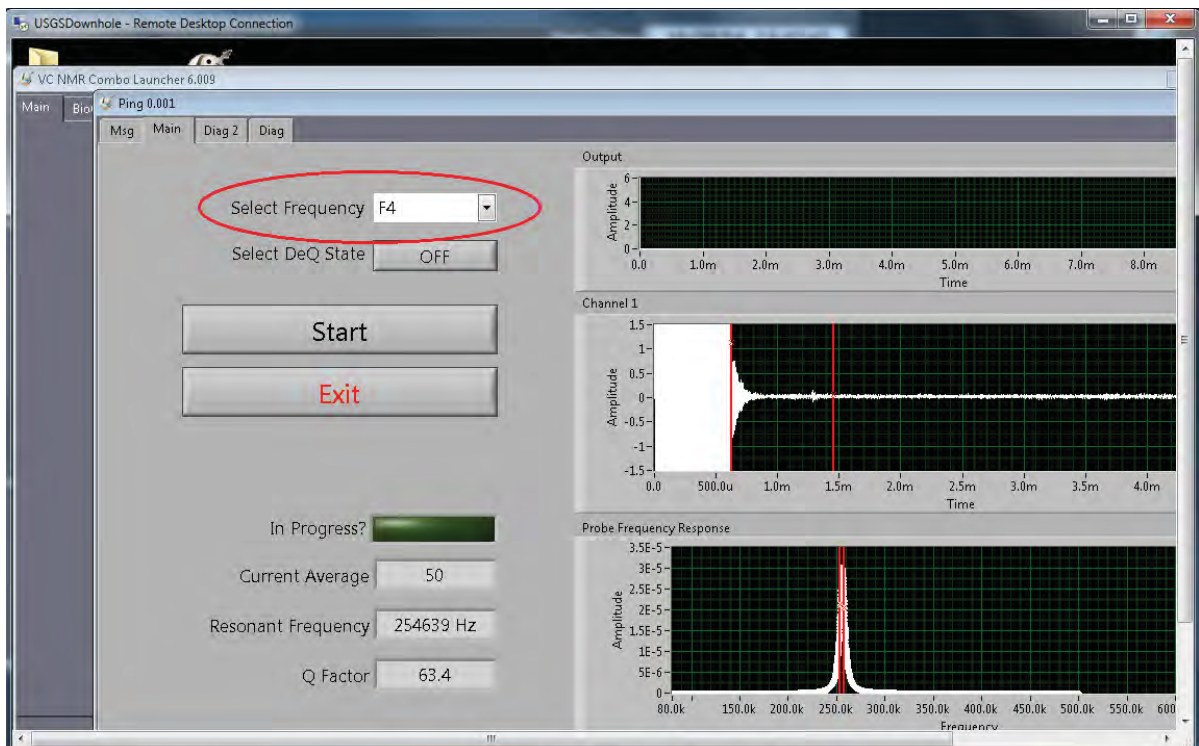 USGSDownhole - Remote Desktop Connection
VC NMR Combo Launcher 6.009
Main
Ping 0.001
Msg Main Diag 2 Diag
Select Frequency F4
Select DeQ State OFF
Start
Exit
In Progress?
Current Average 50
Resonant Frequency 254639 Hz
Q Factor 63.4
Output
Amplitude
6
4
2
0
0.0 1.0m 2.0m 3.0m 4.0m 5.0m 6.0m 7.0m 8.0m
Time
Channel 1
Amplitude
1.5
1
0.5
0
-0.5
-1
-1.5
0.0 500.0u 1.0m 1.5m 2.0m 2.5m 3.0m 3.5m 4.0m
Time
Probe Frequency Response
Amplitude
3.5E-5
3E-5
2.5E-5
2E-5
1.5E-5
1E-5
5E-6
0
80.0k 150.0k 200.0k 250.0k 300.0k 350.0k 400.0k 450.0k 500.0k 550.0k 600
Frequency